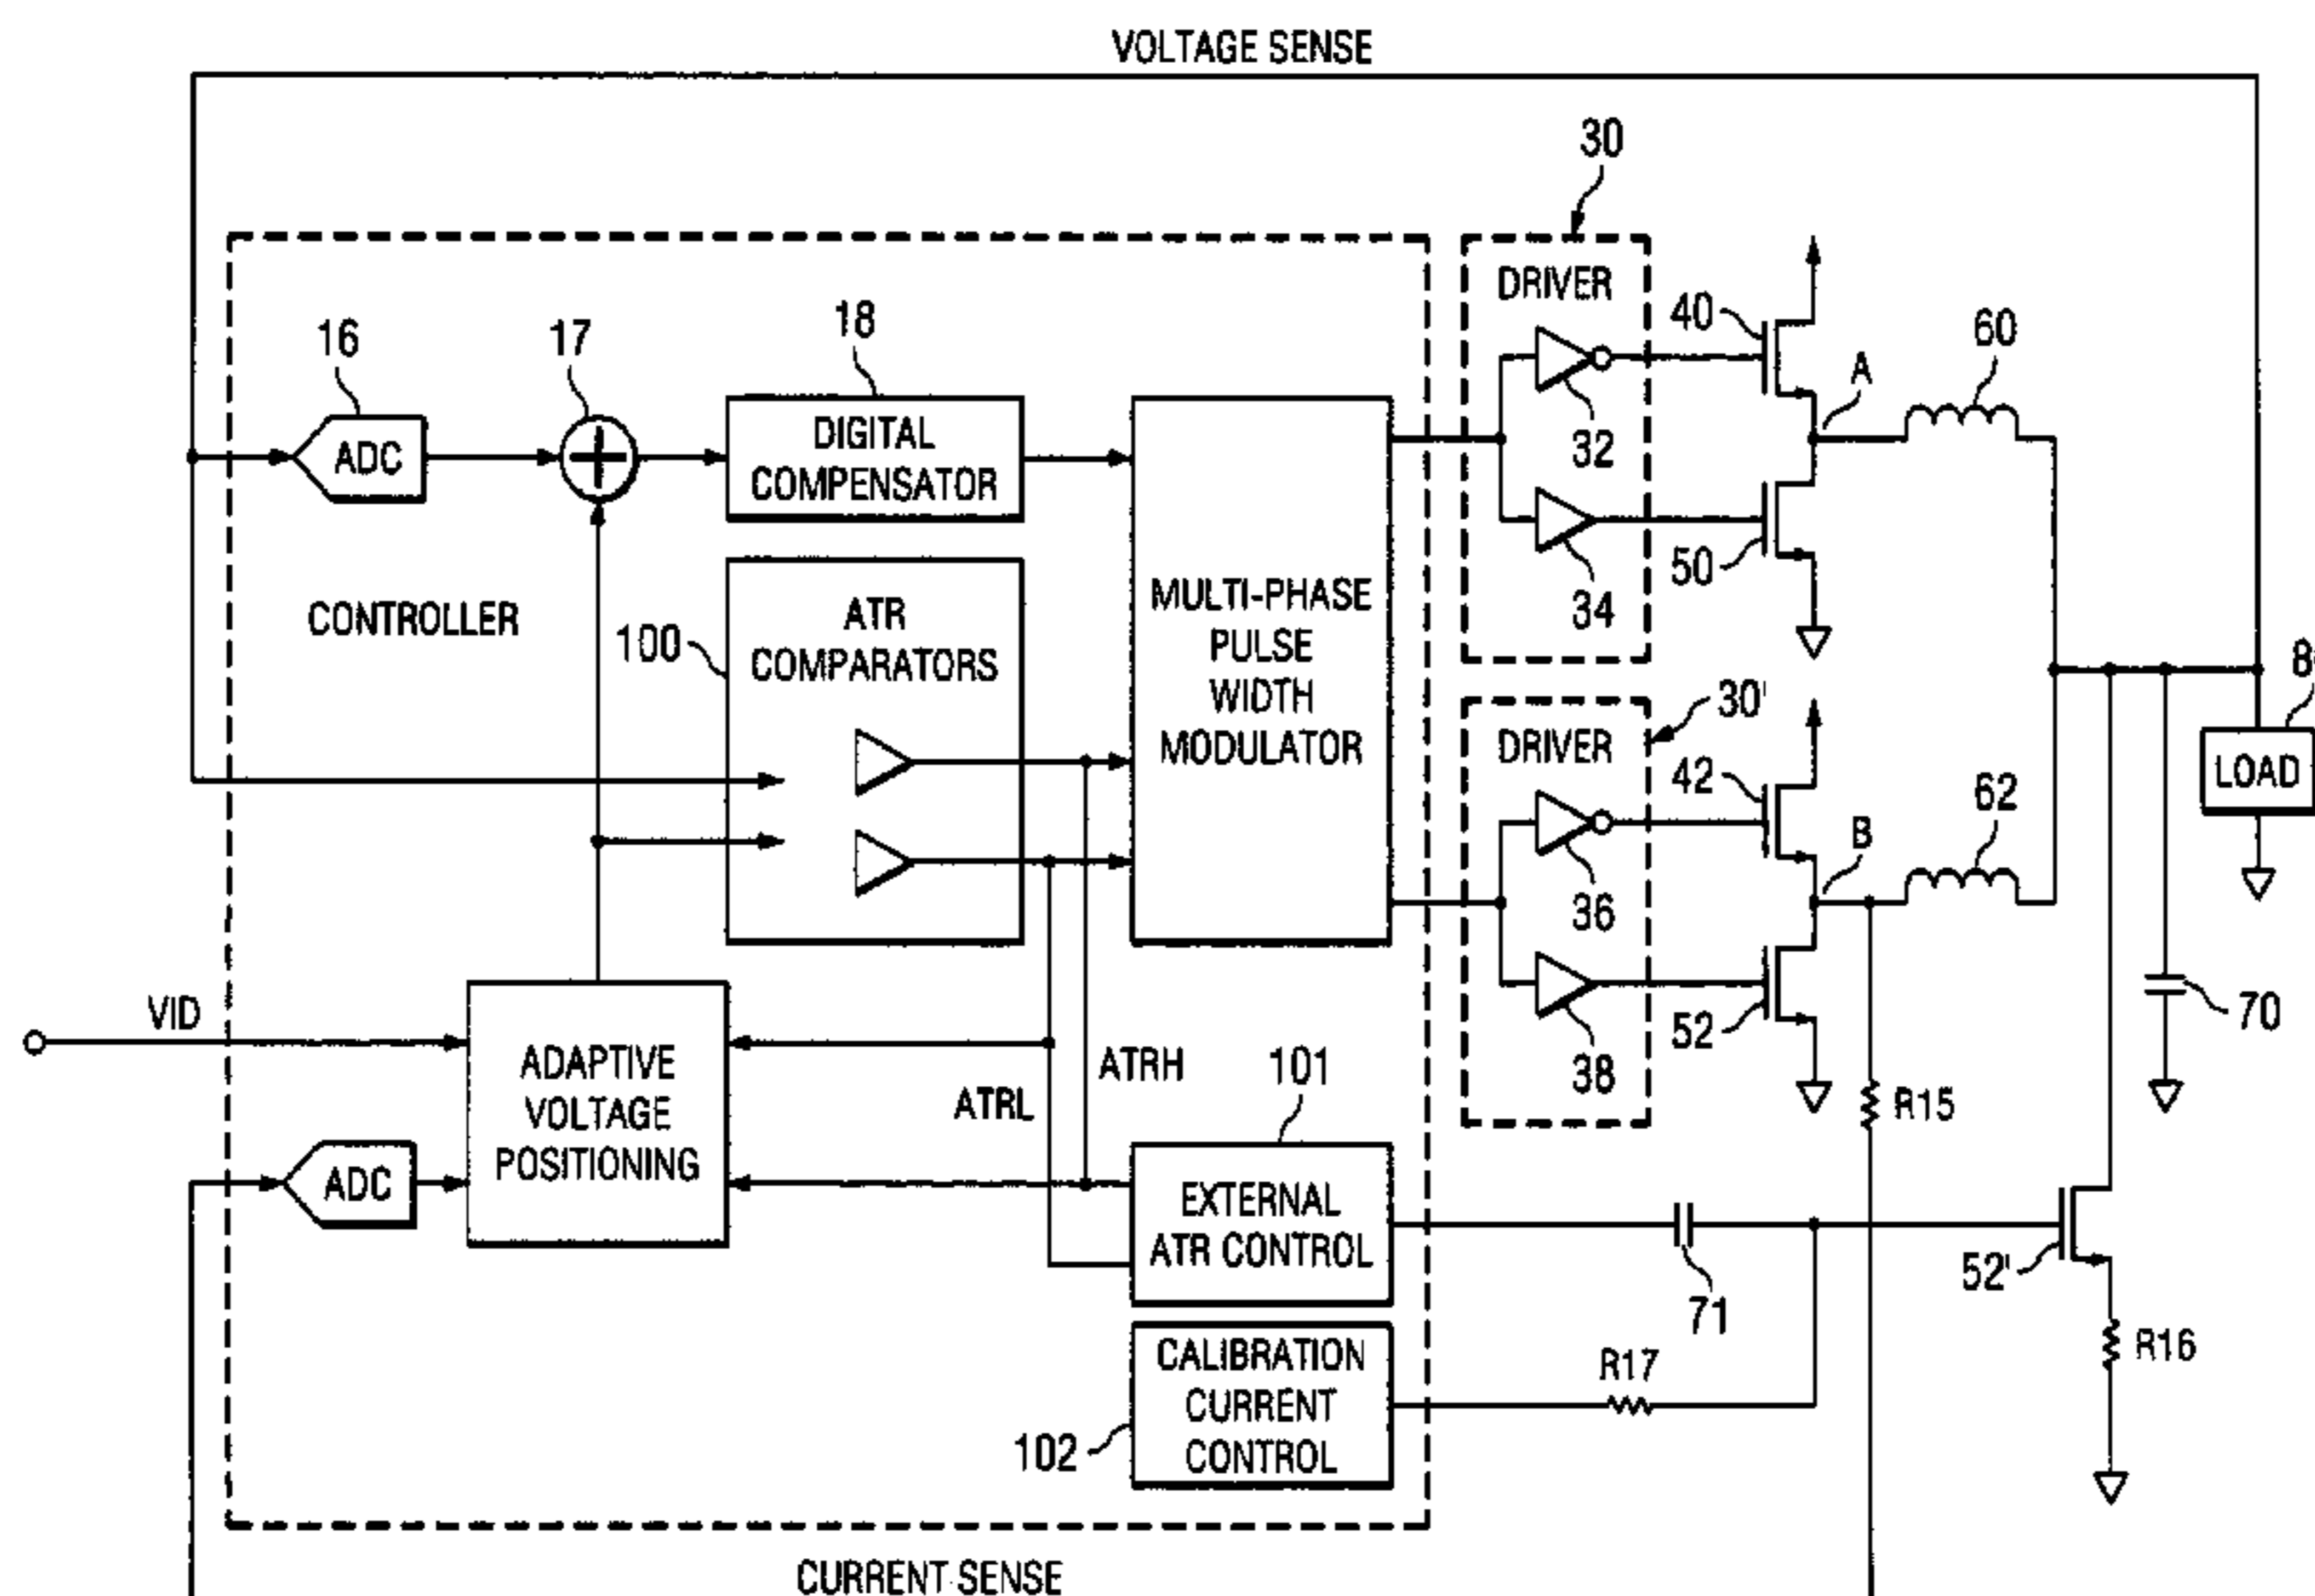 VOLTAGE SENSE
30
DRIVER
40
60
16
17
18
A
ADC
DIGITAL
COMPENSATOR
32
50
34
CONTROLLER
100
ATR
COMPARATORS
MULTI-PHASE
PULSE
WIDTH
MODULATOR
30'
DRIVER
42
62
LOAD
B
36
VID
52
70
38
ADAPTIVE
VOLTAGE
POSITIONING
ATRH
ATRL
101
R15
ADC
EXTERNAL
ATR CONTROL
52'
71
CALIBRATION
CURRENT
CONTROL
R17
R16
102
CURRENT SENSE